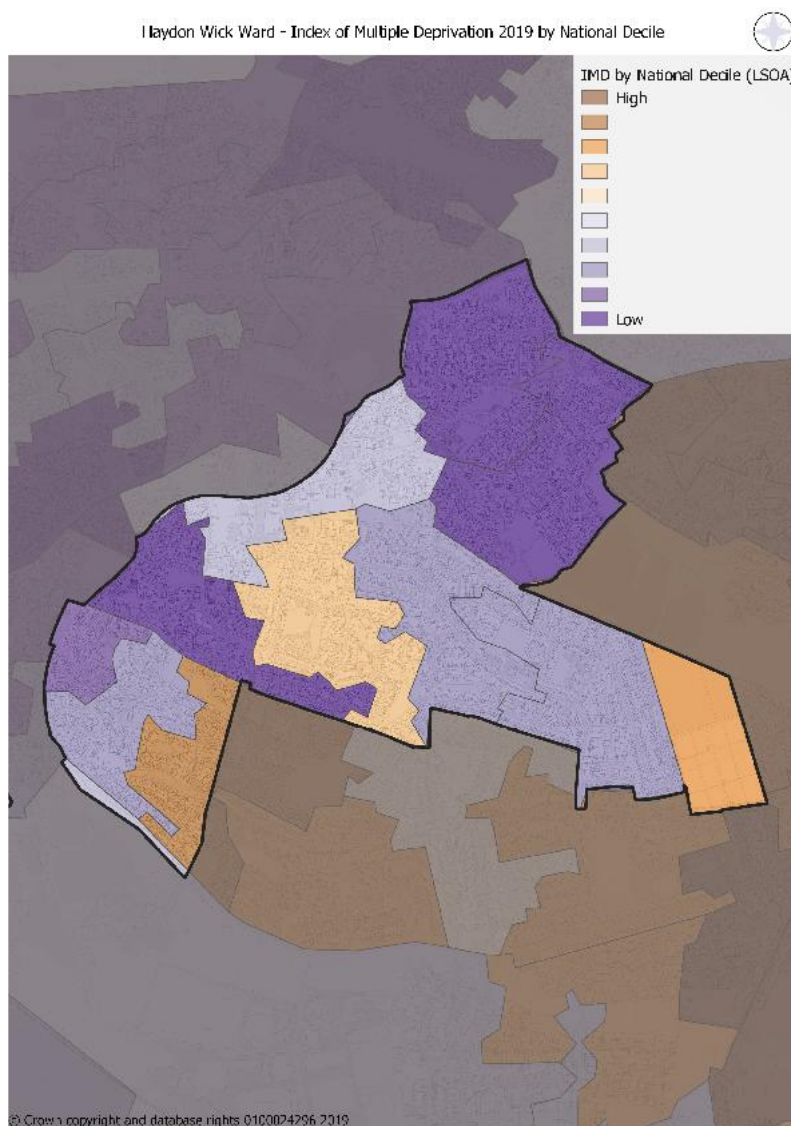 Haydon Wick Ward - Index of Multiple Deprivation 2019 by National Decile
IMD by National Decile (LSOA)
High
Low
© Crown copyright and database rights 0100024296 2019